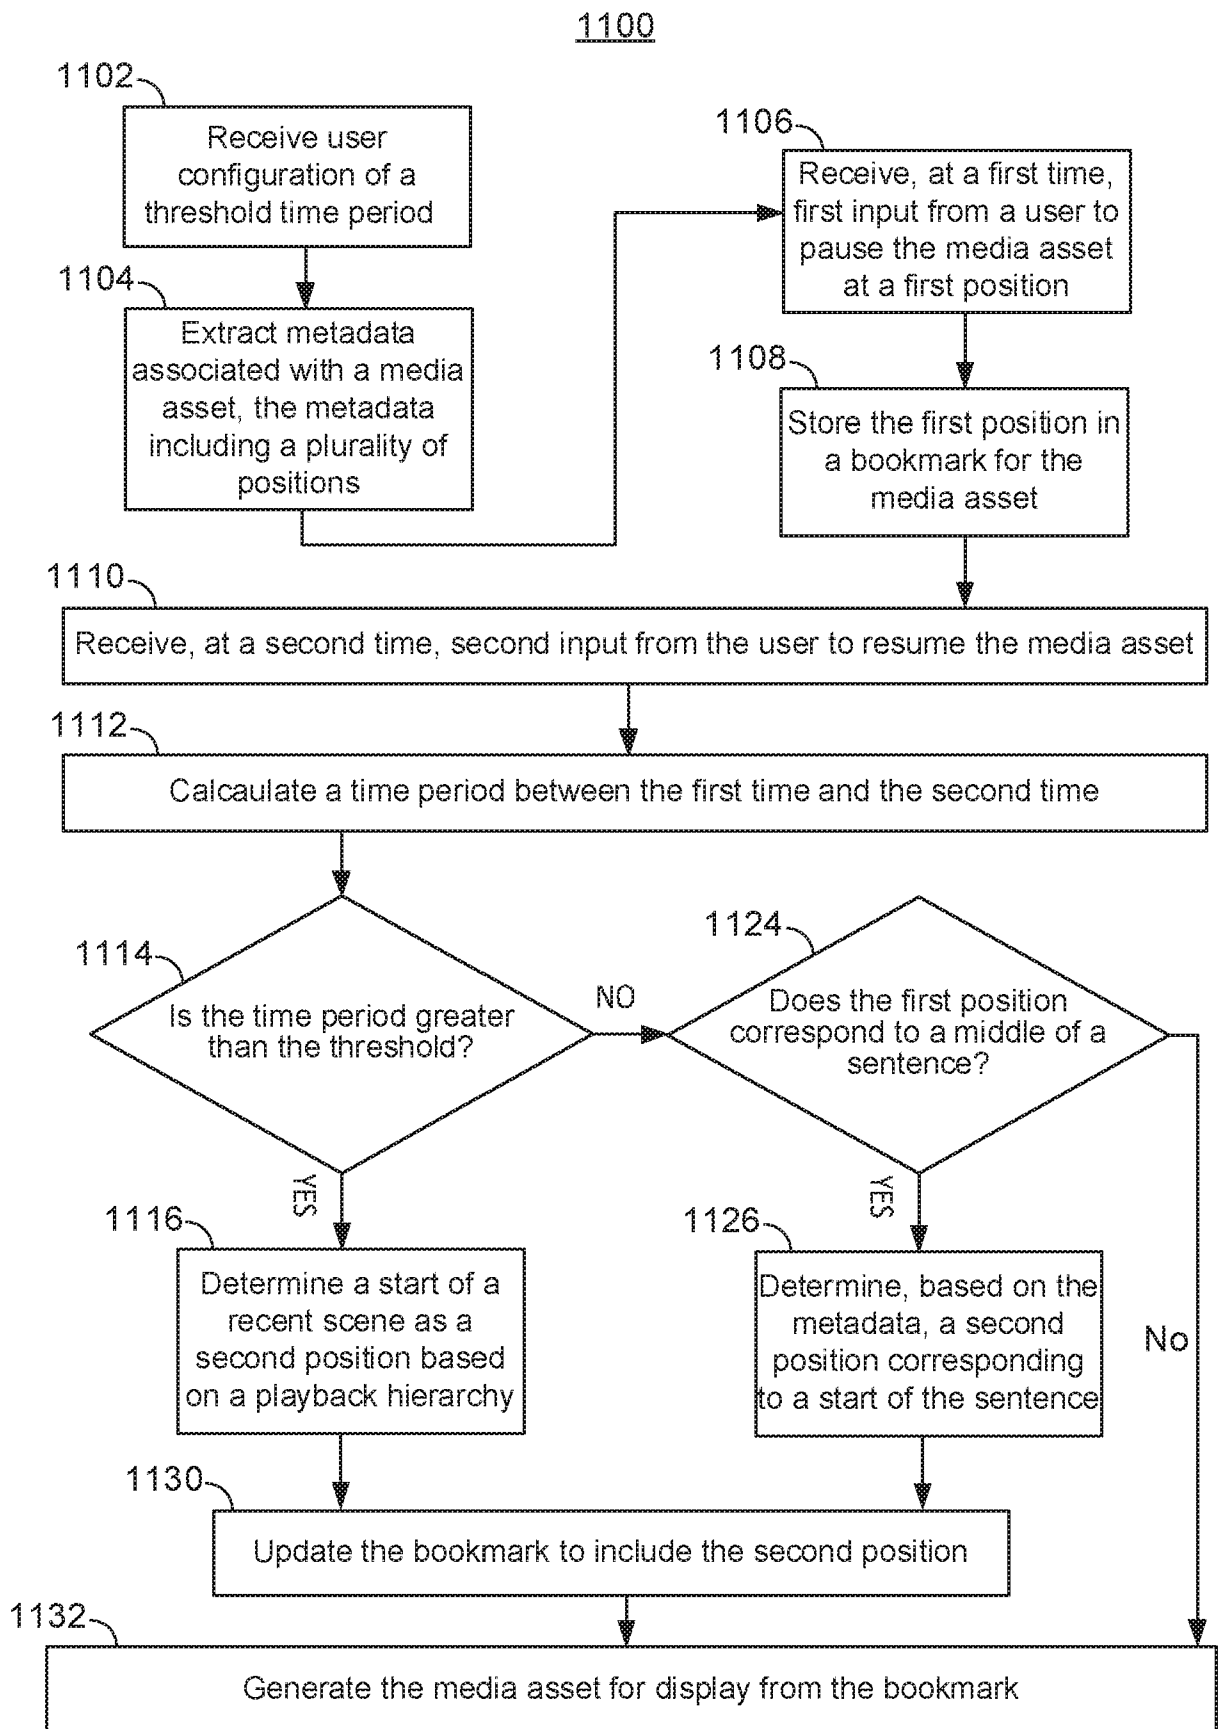 1100
1102
Receive user
configuration of a
threshold time period
1104
Extract metadata
associated with a media
asset, the metadata
including a plurality of
positions
1106
Receive, at a first time,
first input from a user to
pause the media asset
at a first position
1108
Store the first position in
a bookmark for the
media asset
1110
Receive, at a second time, second input from the user to resume the media asset
1112
Calcaulate a time period between the first time and the second time
1114
Is the time period greater
than the threshold?
NO
YES
1124
Does the first position
correspond to a middle of a
sentence?
YES
No
1116
Determine a start of a
recent scene as a
second position based
on a playback hierarchy
1126
Determine, based on the
metadata, a second
position corresponding
to a start of the sentence
1130
Update the bookmark to include the second position
1132
Generate the media asset for display from the bookmark